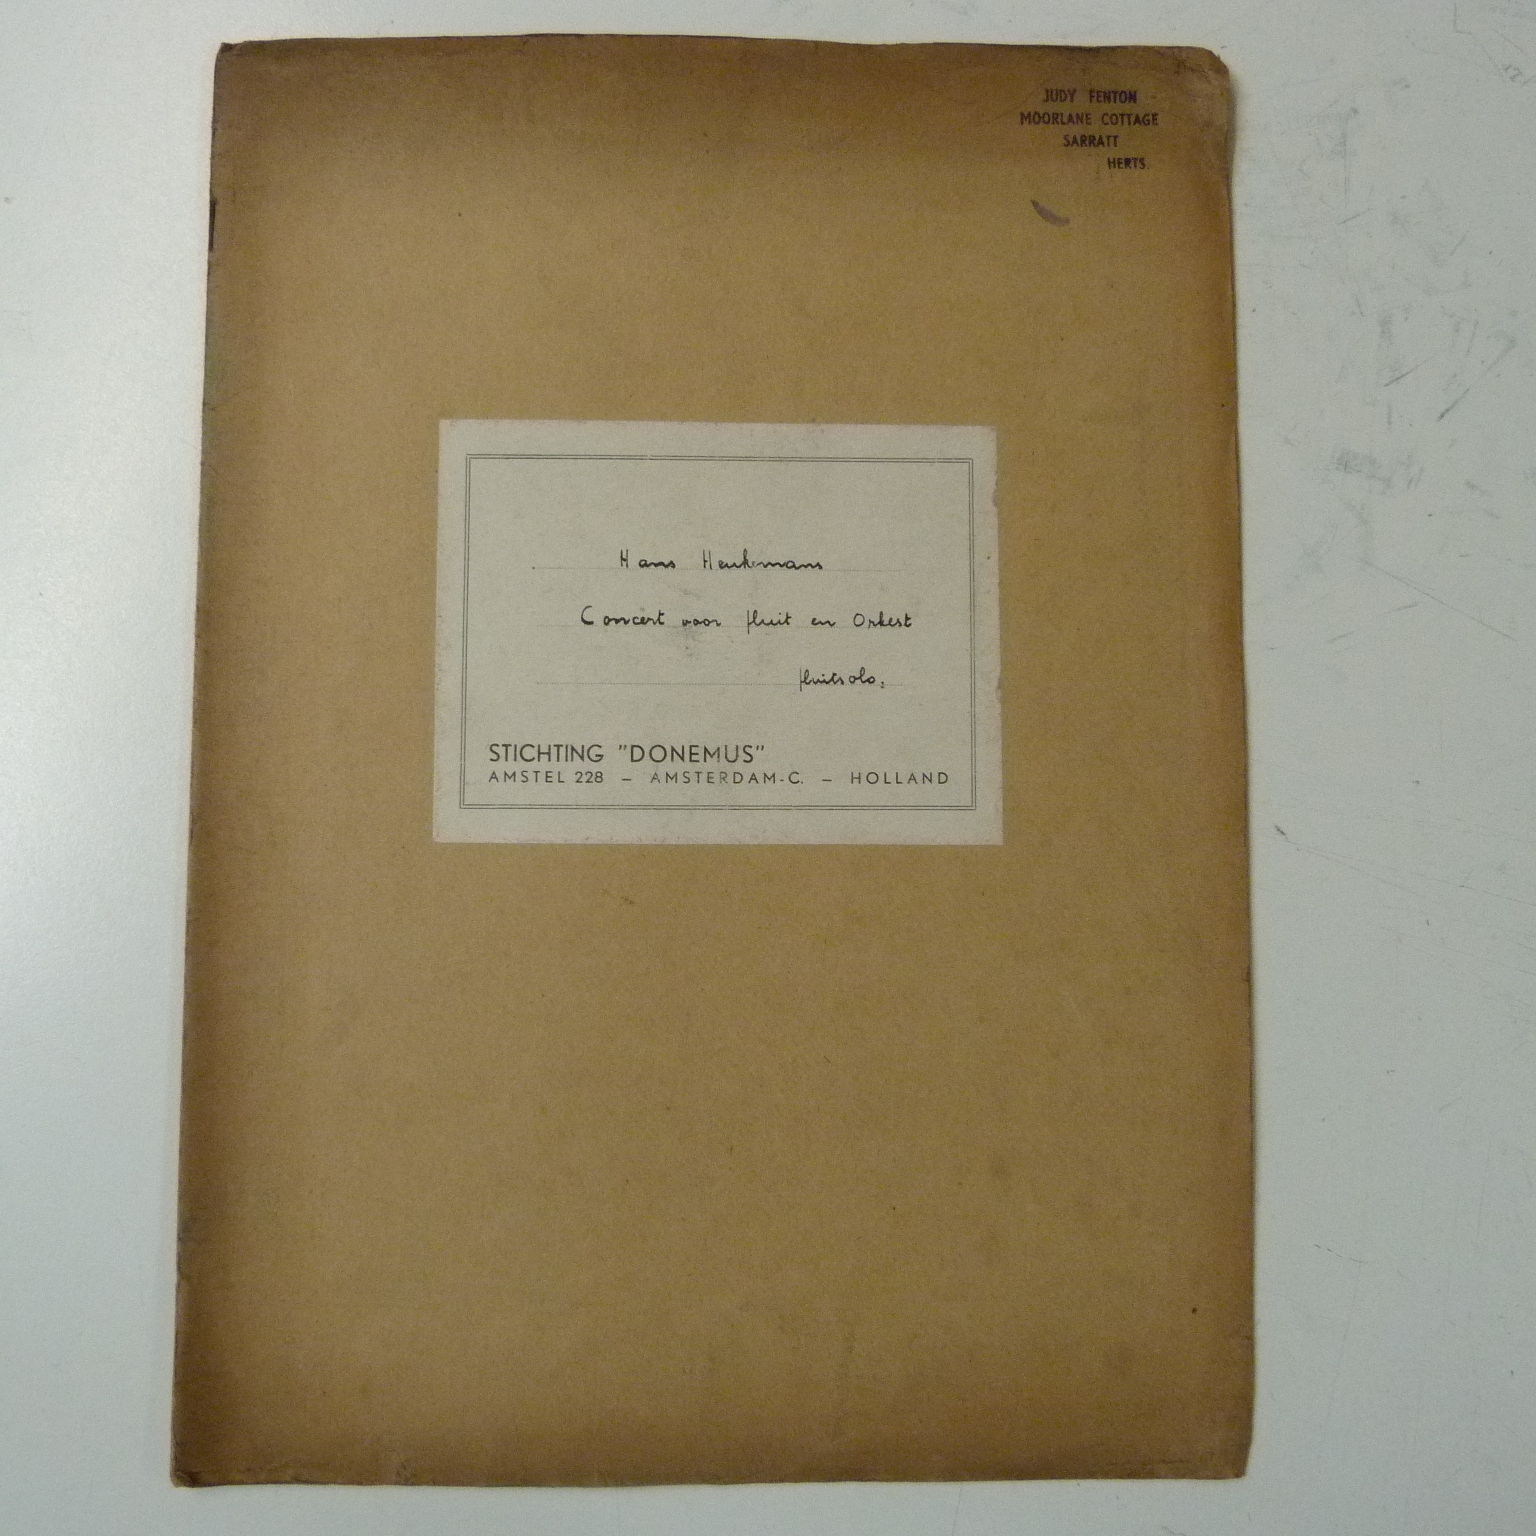 JUDY FENTON
MOORLANE COTTAGE
SARRATT
HERTS.
Hans Henkemans
Concert voor fluit en Orkest
fluitsolo.
STICHTING "DONEMUS"
AMSTEL 228 – AMSTERDAM-C. – HOLLAND